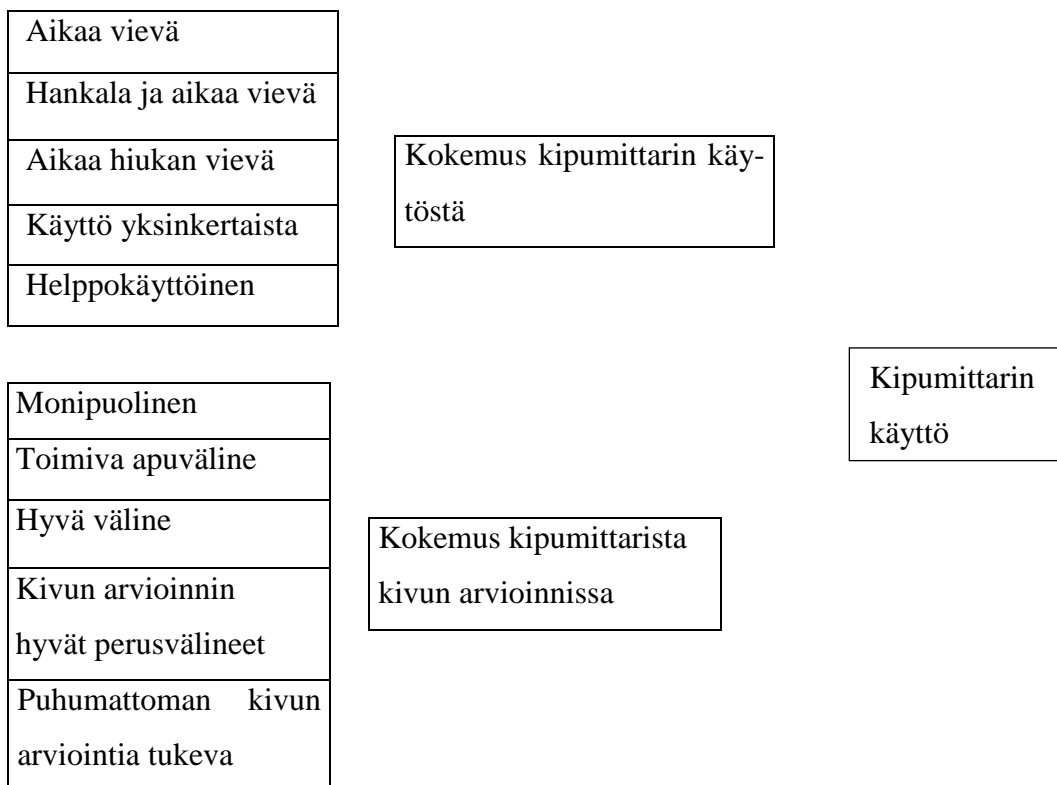 Aikaa vievä
Hankala ja aikaa vievä
Aikaa hiukan vievä
Käyttö yksinkertaista
Helppokäyttöinen
Kokemus kipumittarin käy-
töstä
Monipuolinen
Toimiva apuväline
Hyvä väline
Kivun arvioinnin
hyvät perusvälineet
Puhumattoman kivun
arviointia tukeva
Kokemus kipumittarista
kivun arvioinnissa
Kipumittarin
käyttö